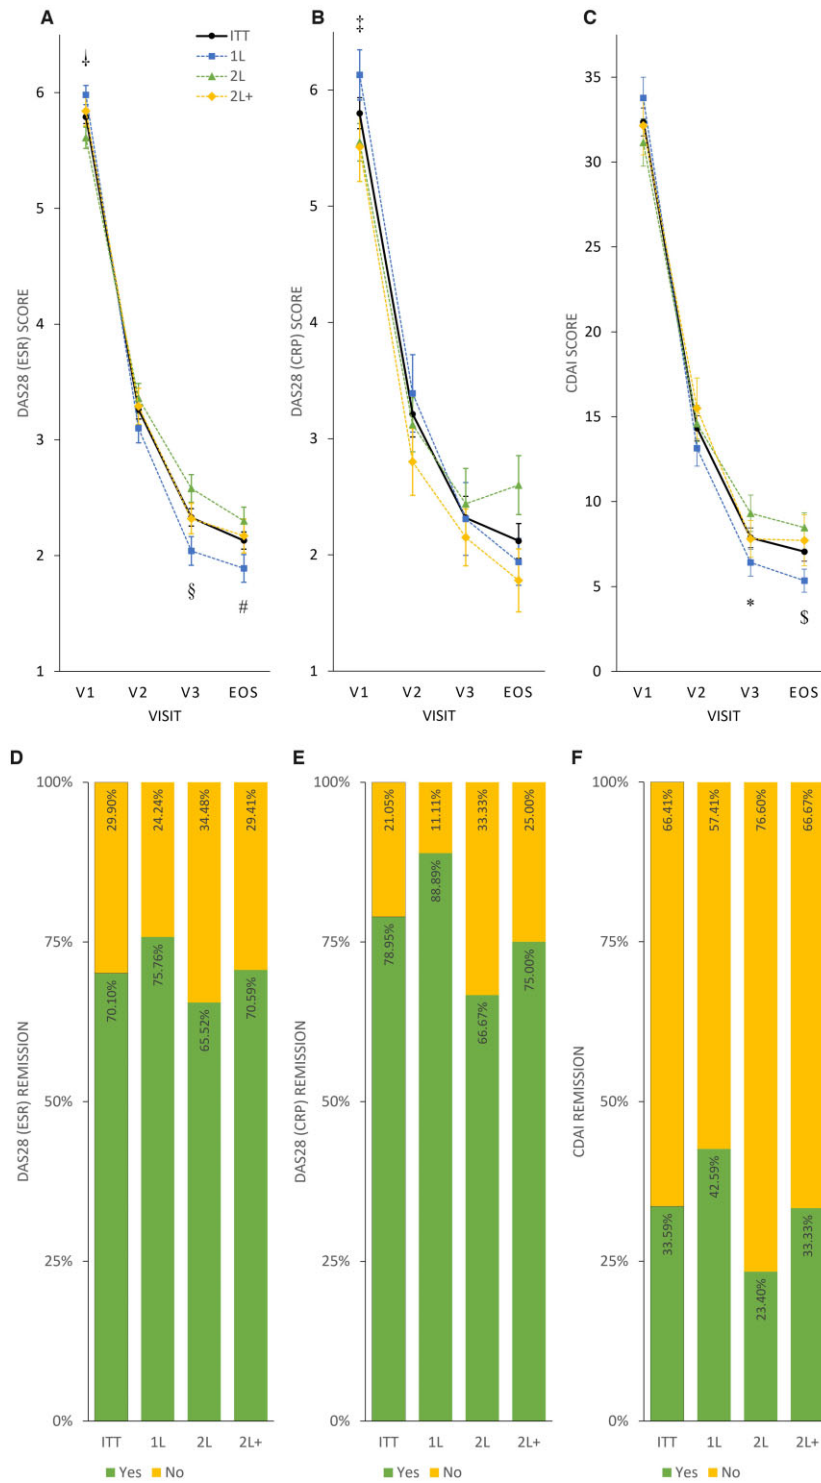 A
B
C
ITT
1L
2L
2L+
†
‡
6
5
4
3
2
1
DAS28 (ESR) SCORE
§
#
V1 V2 V3 EOS
VISIT
6
5
4
3
2
1
DAS28 (CRP) SCORE
V1 V2 V3 EOS
VISIT
35
30
25
20
15
10
5
0
CDAI SCORE
*
$
V1 V2 V3 EOS
VISIT
D
100%
75%
50%
25%
0%
DAS28 (ESR) REMISSION
29.90% 24.24% 34.48% 29.41%
70.10% 75.76% 65.52% 70.59%
ITT 1L 2L 2L+
Yes No
E
100%
75%
50%
25%
0%
DAS28 (CRP) REMISSION
21.05% 11.11% 33.33% 25.00%
78.95% 88.89% 66.67% 75.00%
ITT 1L 2L 2L+
Yes No
F
100%
75%
50%
25%
0%
CDAI REMISSION
66.41% 57.41% 76.60% 66.67%
33.59% 42.59% 23.40% 33.33%
ITT 1L 2L 2L+
Yes No